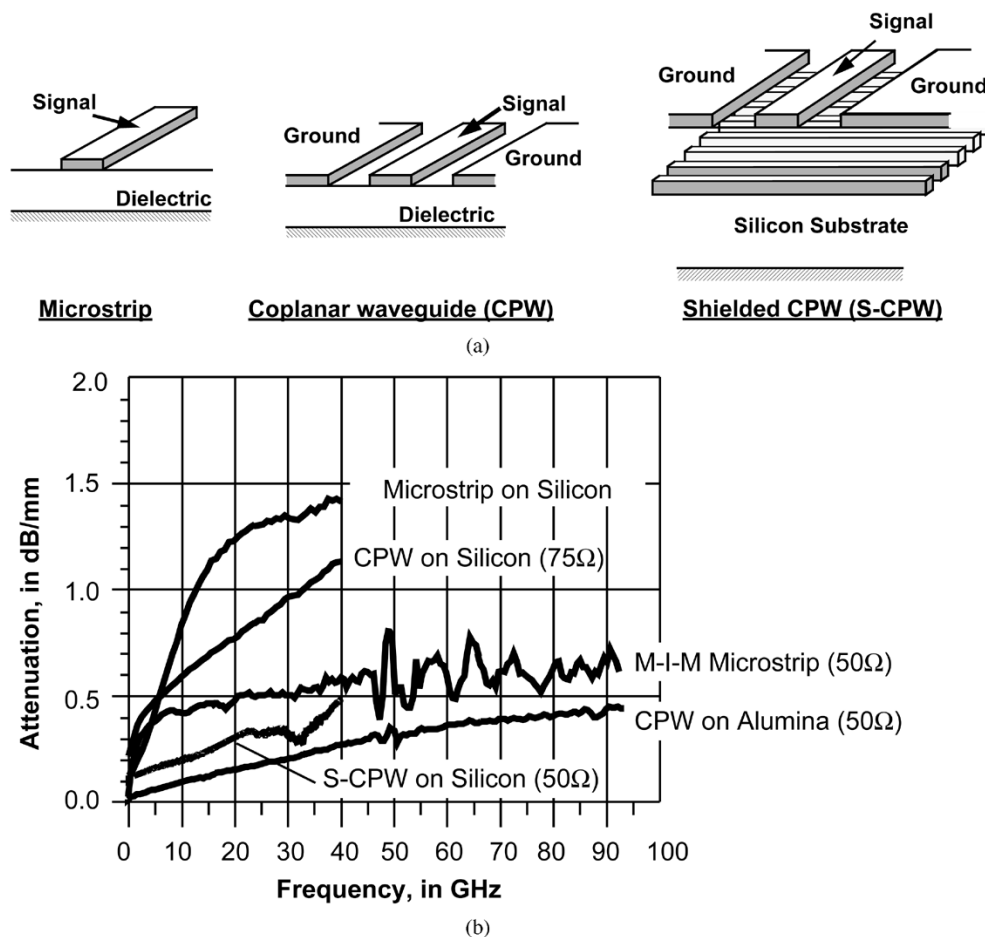 Signal
Dielectric
Microstrip
Ground
Signal
Ground
Dielectric
Coplanar waveguide (CPW)
Signal
Ground
Ground
Silicon Substrate
Shielded CPW (S-CPW)
(a)
Attenuation, in dB/mm
2.0
1.5
1.0
0.5
0.0
Microstrip on Silicon
CPW on Silicon (75Ω)
M-I-M Microstrip (50Ω)
CPW on Alumina (50Ω)
S-CPW on Silicon (50Ω)
0 10 20 30 40 50 60 70 80 90 100
Frequency, in GHz
(b)